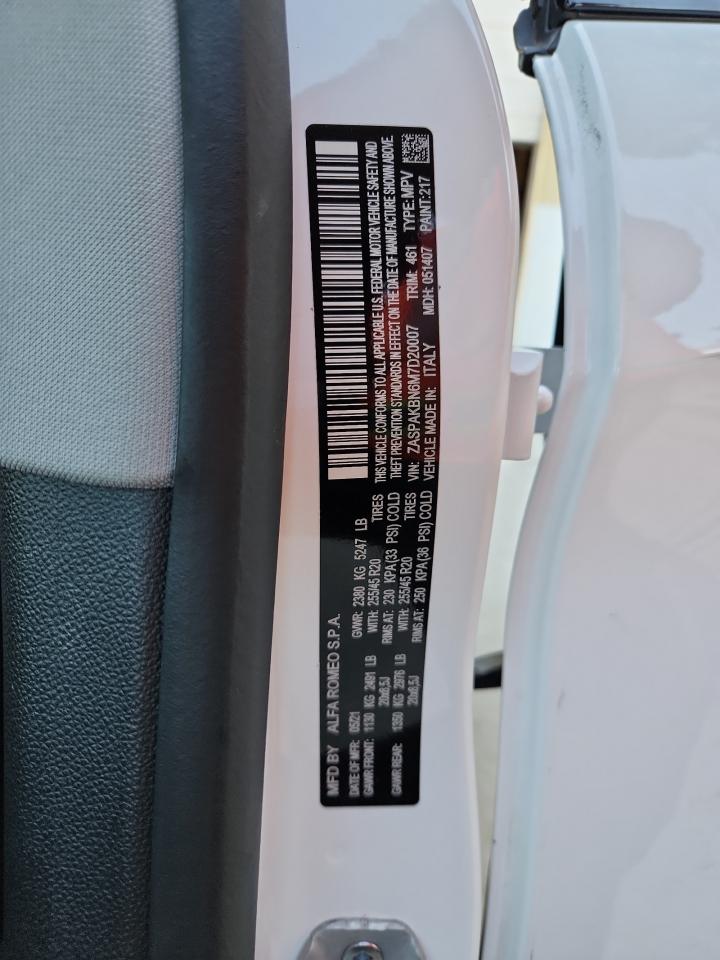 MFD BY ALFA ROMEO S.P.A.
DATE OF MFR: 05/21 GVWR: 2380 KG 5247 LB
GAWR FRONT: 1130 KG 2491 LB WITH: 255/45 R20 TIRES
20x8,5J RIMS AT: 230 KPA(33 PSI) COLD
GAWR REAR: 1350 KG 2976 LB WITH: 255/45 R20 TIRES
20x8,5J RIMS AT: 250 KPA(36 PSI) COLD
THIS VEHICLE CONFORMS TO ALL APPLICABLE U.S. FEDERAL MOTOR VEHICLE SAFETY AND
THEFT PREVENTION STANDARDS IN EFFECT ON THE DATE OF MANUFACTURE SHOWN ABOVE.
VIN: ZASPAKBN6M7D20007 TRIM: 461 TYPE:MPV
VEHICLE MADE IN: ITALY MDH: 051407 PAINT:217